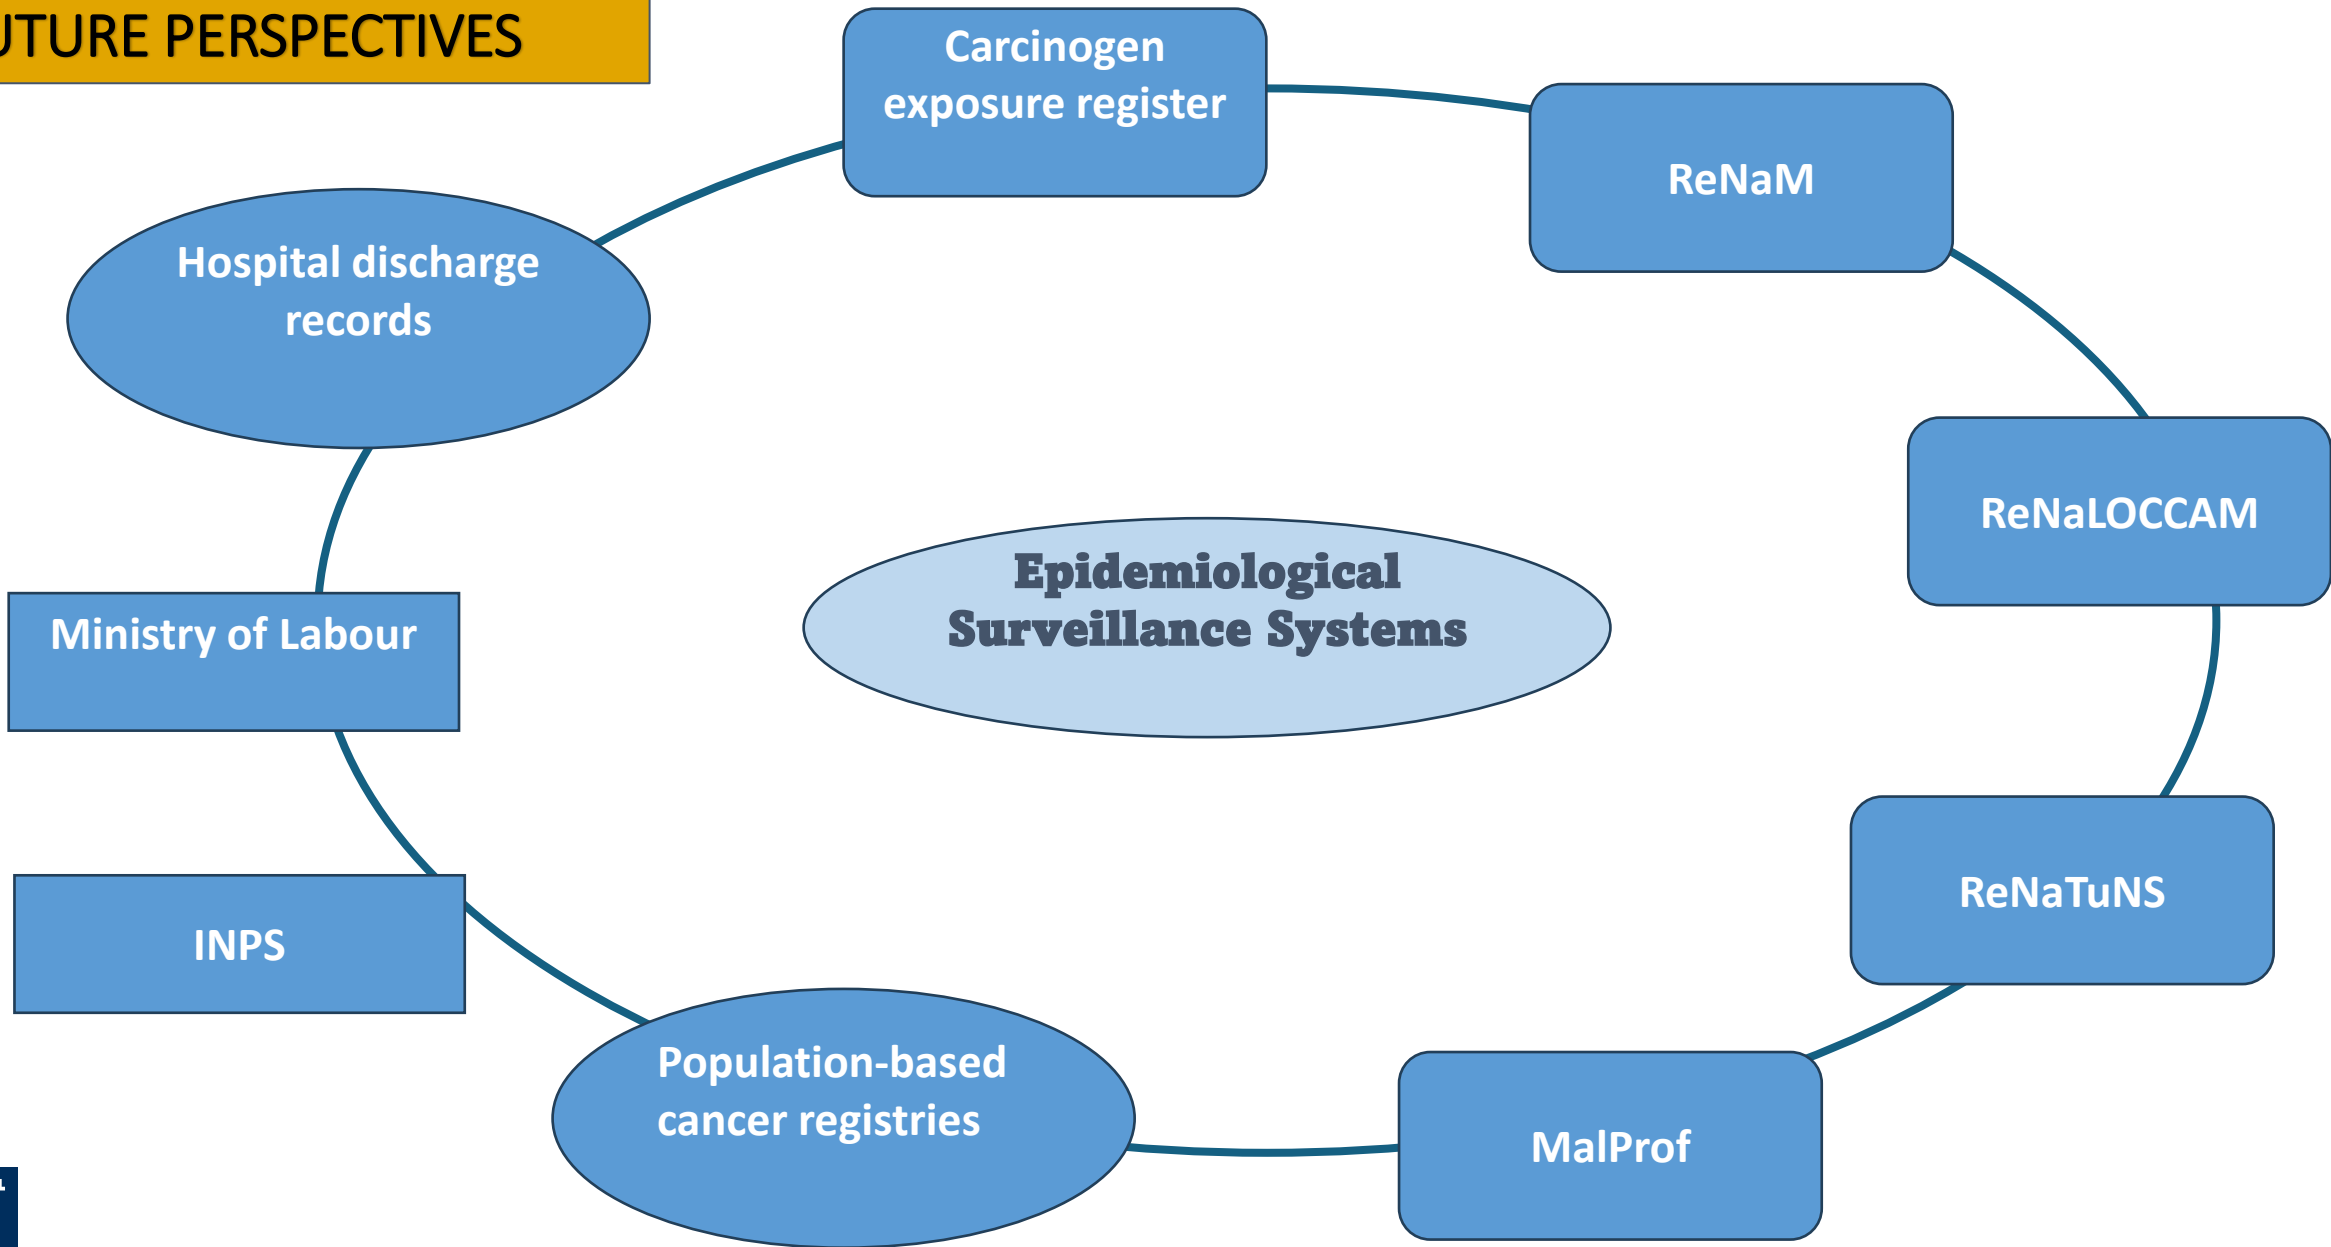 UTURE PERSPECTIVES
Carcinogen
exposure register
ReNaM
Hospital discharge
records
ReNaLOCCAM
Epidemiological
Surveillance Systems
Ministry of Labour
ReNaTuNS
INPS
Population-based
cancer registries
MalProf